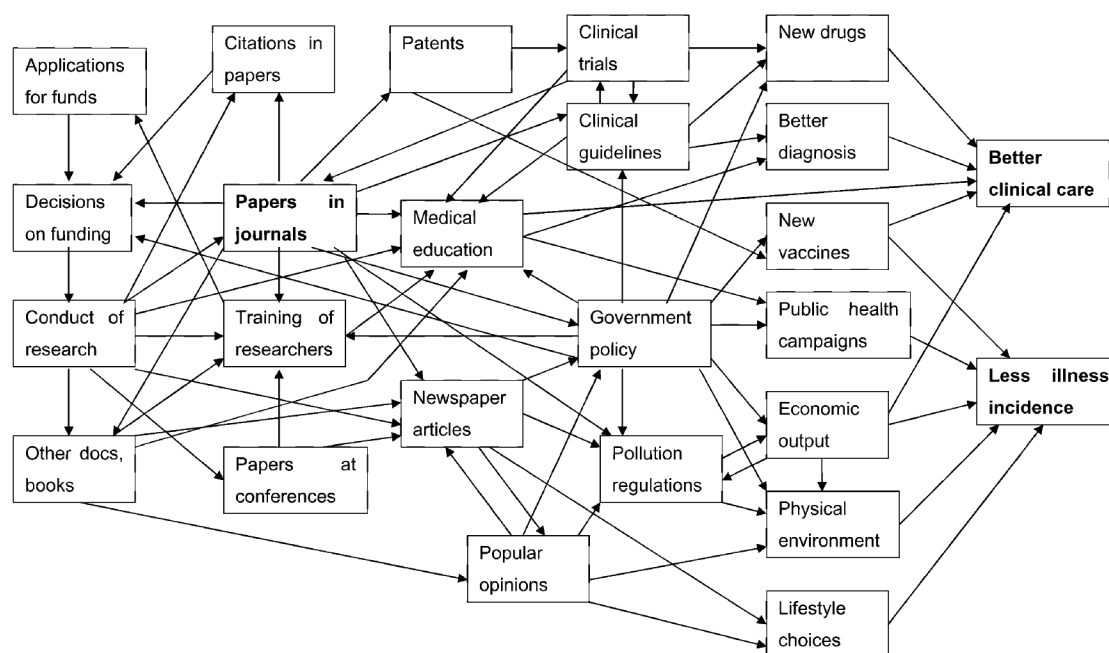 Applications
for funds
Citations in
papers
Patents
Clinical
trials
New drugs
Clinical
guidelines
Better
diagnosis
Better
clinical care
Decisions
on funding
Papers in
journals
Medical
education
New
vaccines
Conduct of
research
Training of
researchers
Government
policy
Public health
campaigns
Less illness
incidence
Newspaper
articles
Economic
output
Other docs,
books
Papers at
conferences
Pollution
regulations
Physical
environment
Popular
opinions
Lifestyle
choices